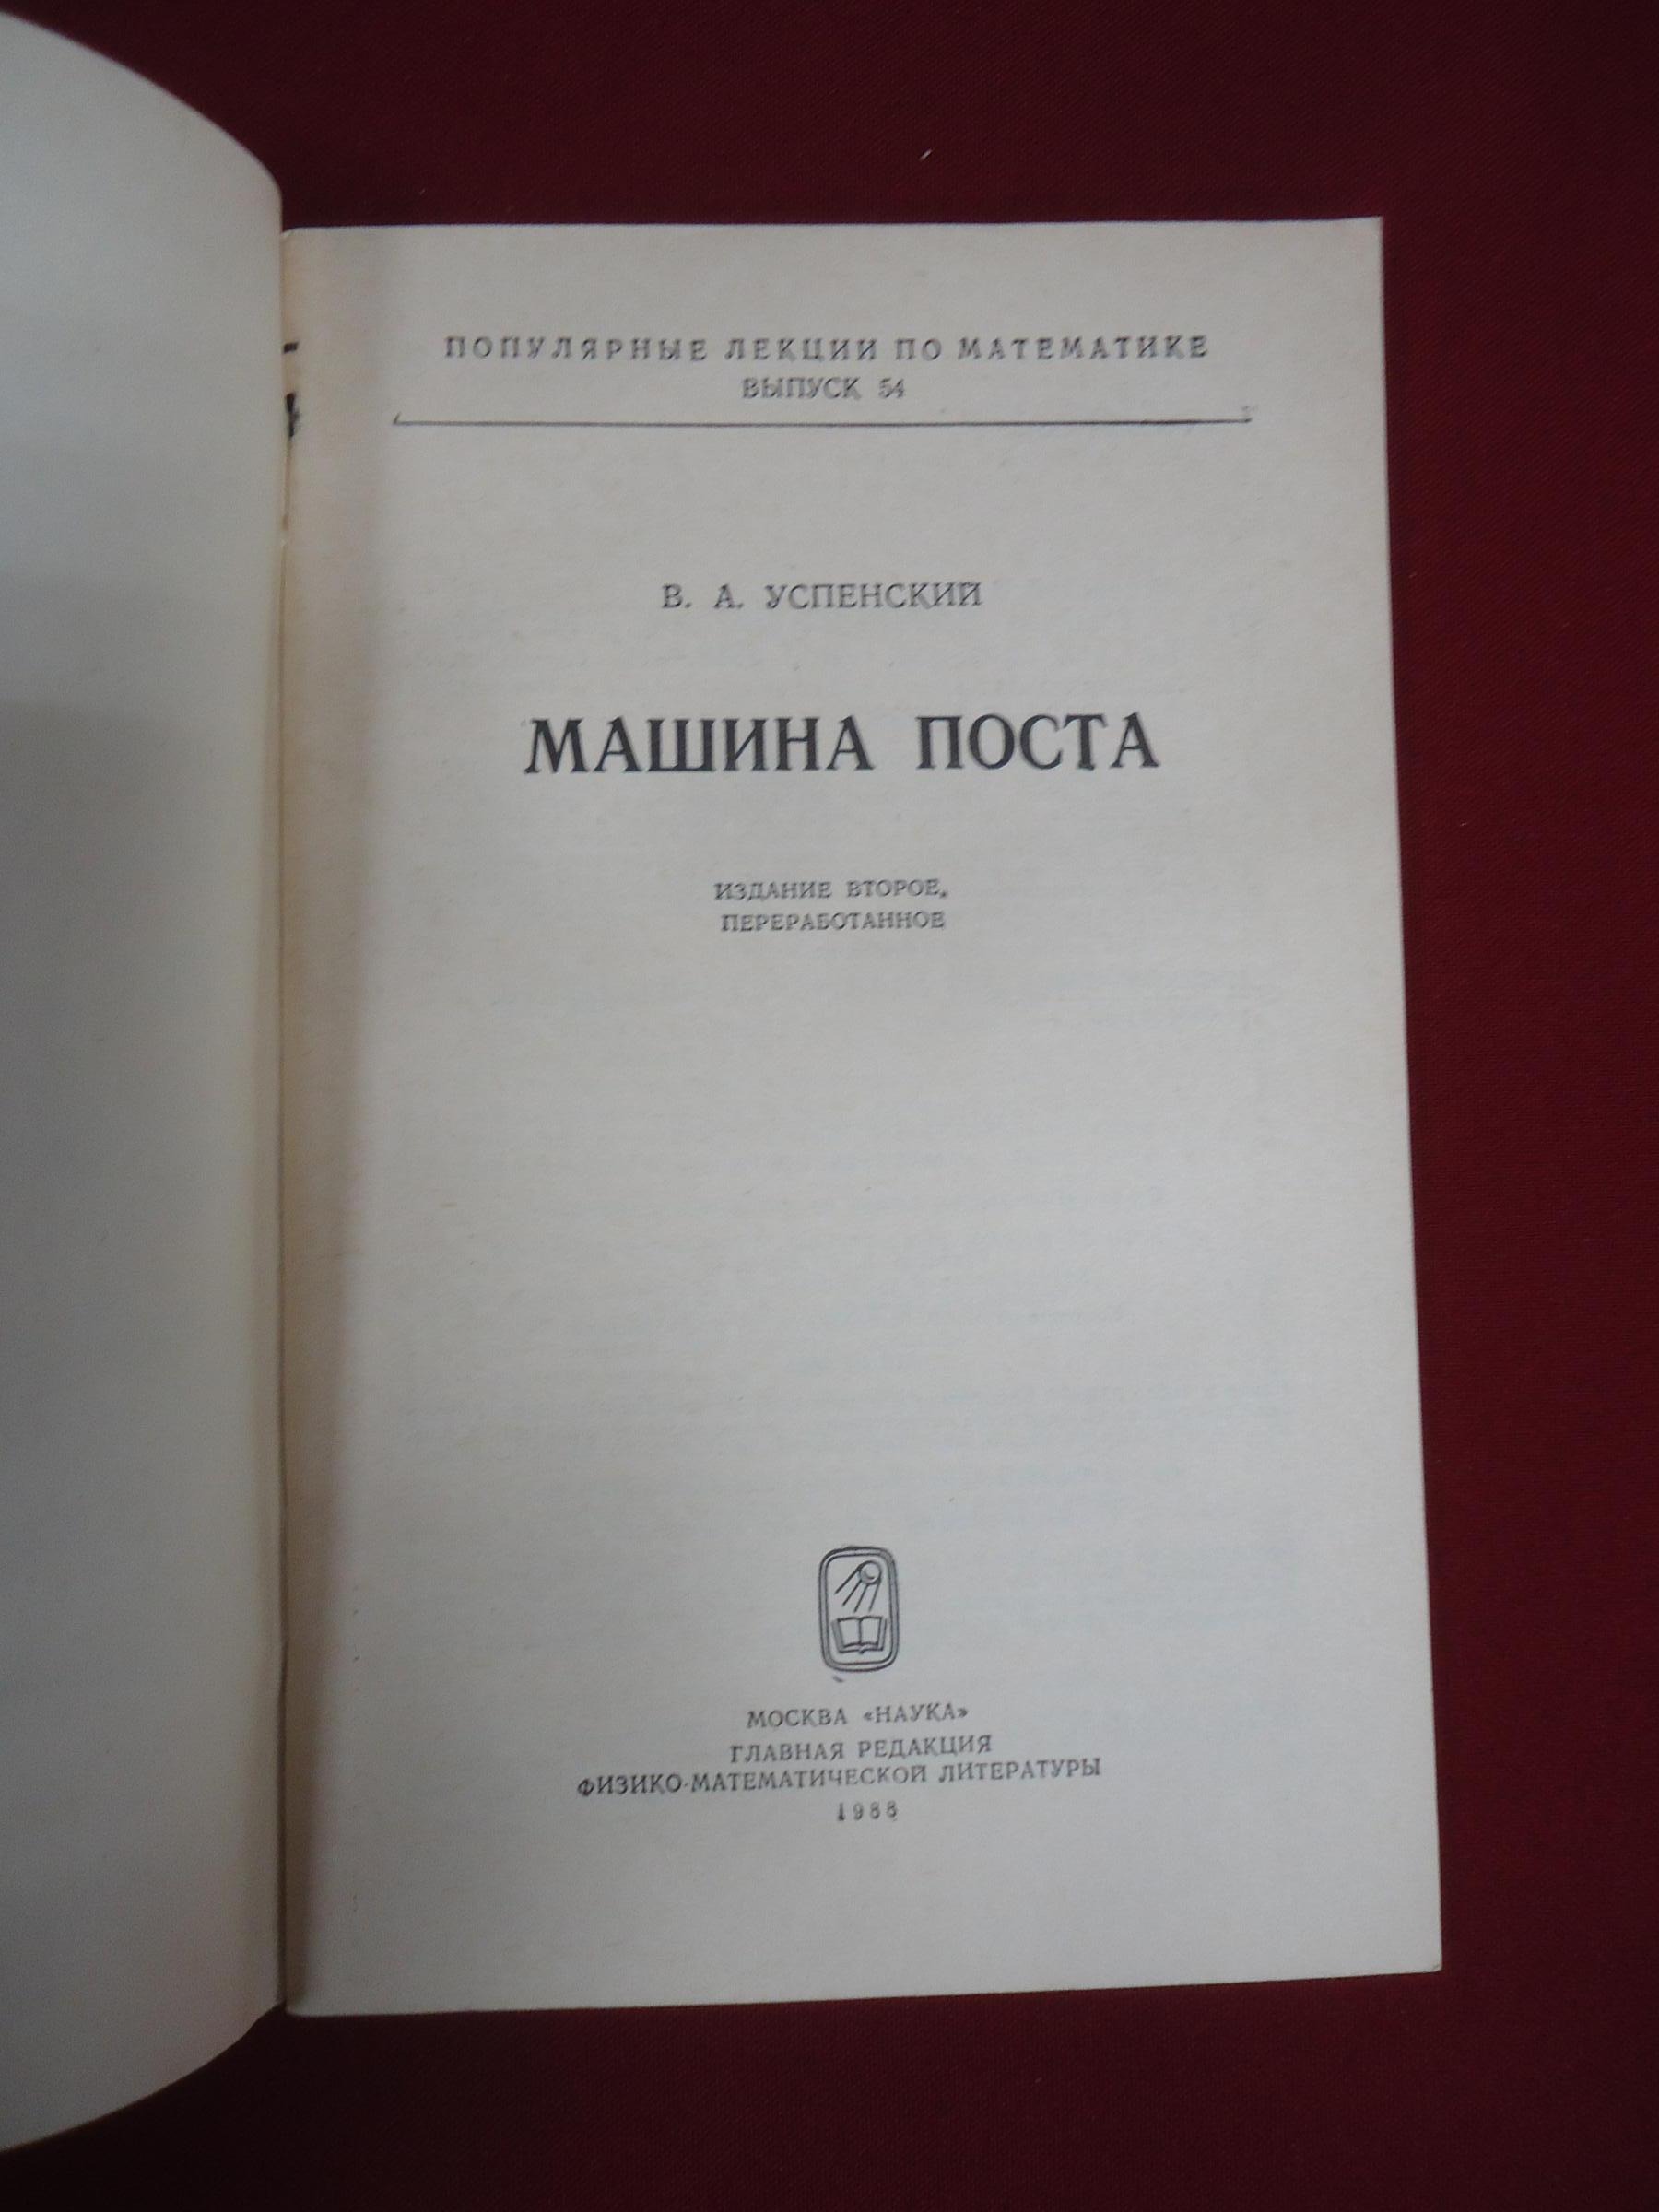 ПОПУЛЯРНЫЕ ЛЕКЦИИ ПО МАТЕМАТИКЕ
ВЫПУСК 54
В. А. УСПЕНСКИЙ
МАШИНА ПОСТА
ИЗДАНИЕ ВТОРОЕ,
ПЕРЕРАБОТАННОЕ
МОСКВА «НАУКА»
ГЛАВНАЯ РЕДАКЦИЯ
ФИЗИКО-МАТЕМАТИЧЕСКОЙ ЛИТЕРАТУРЫ
1988